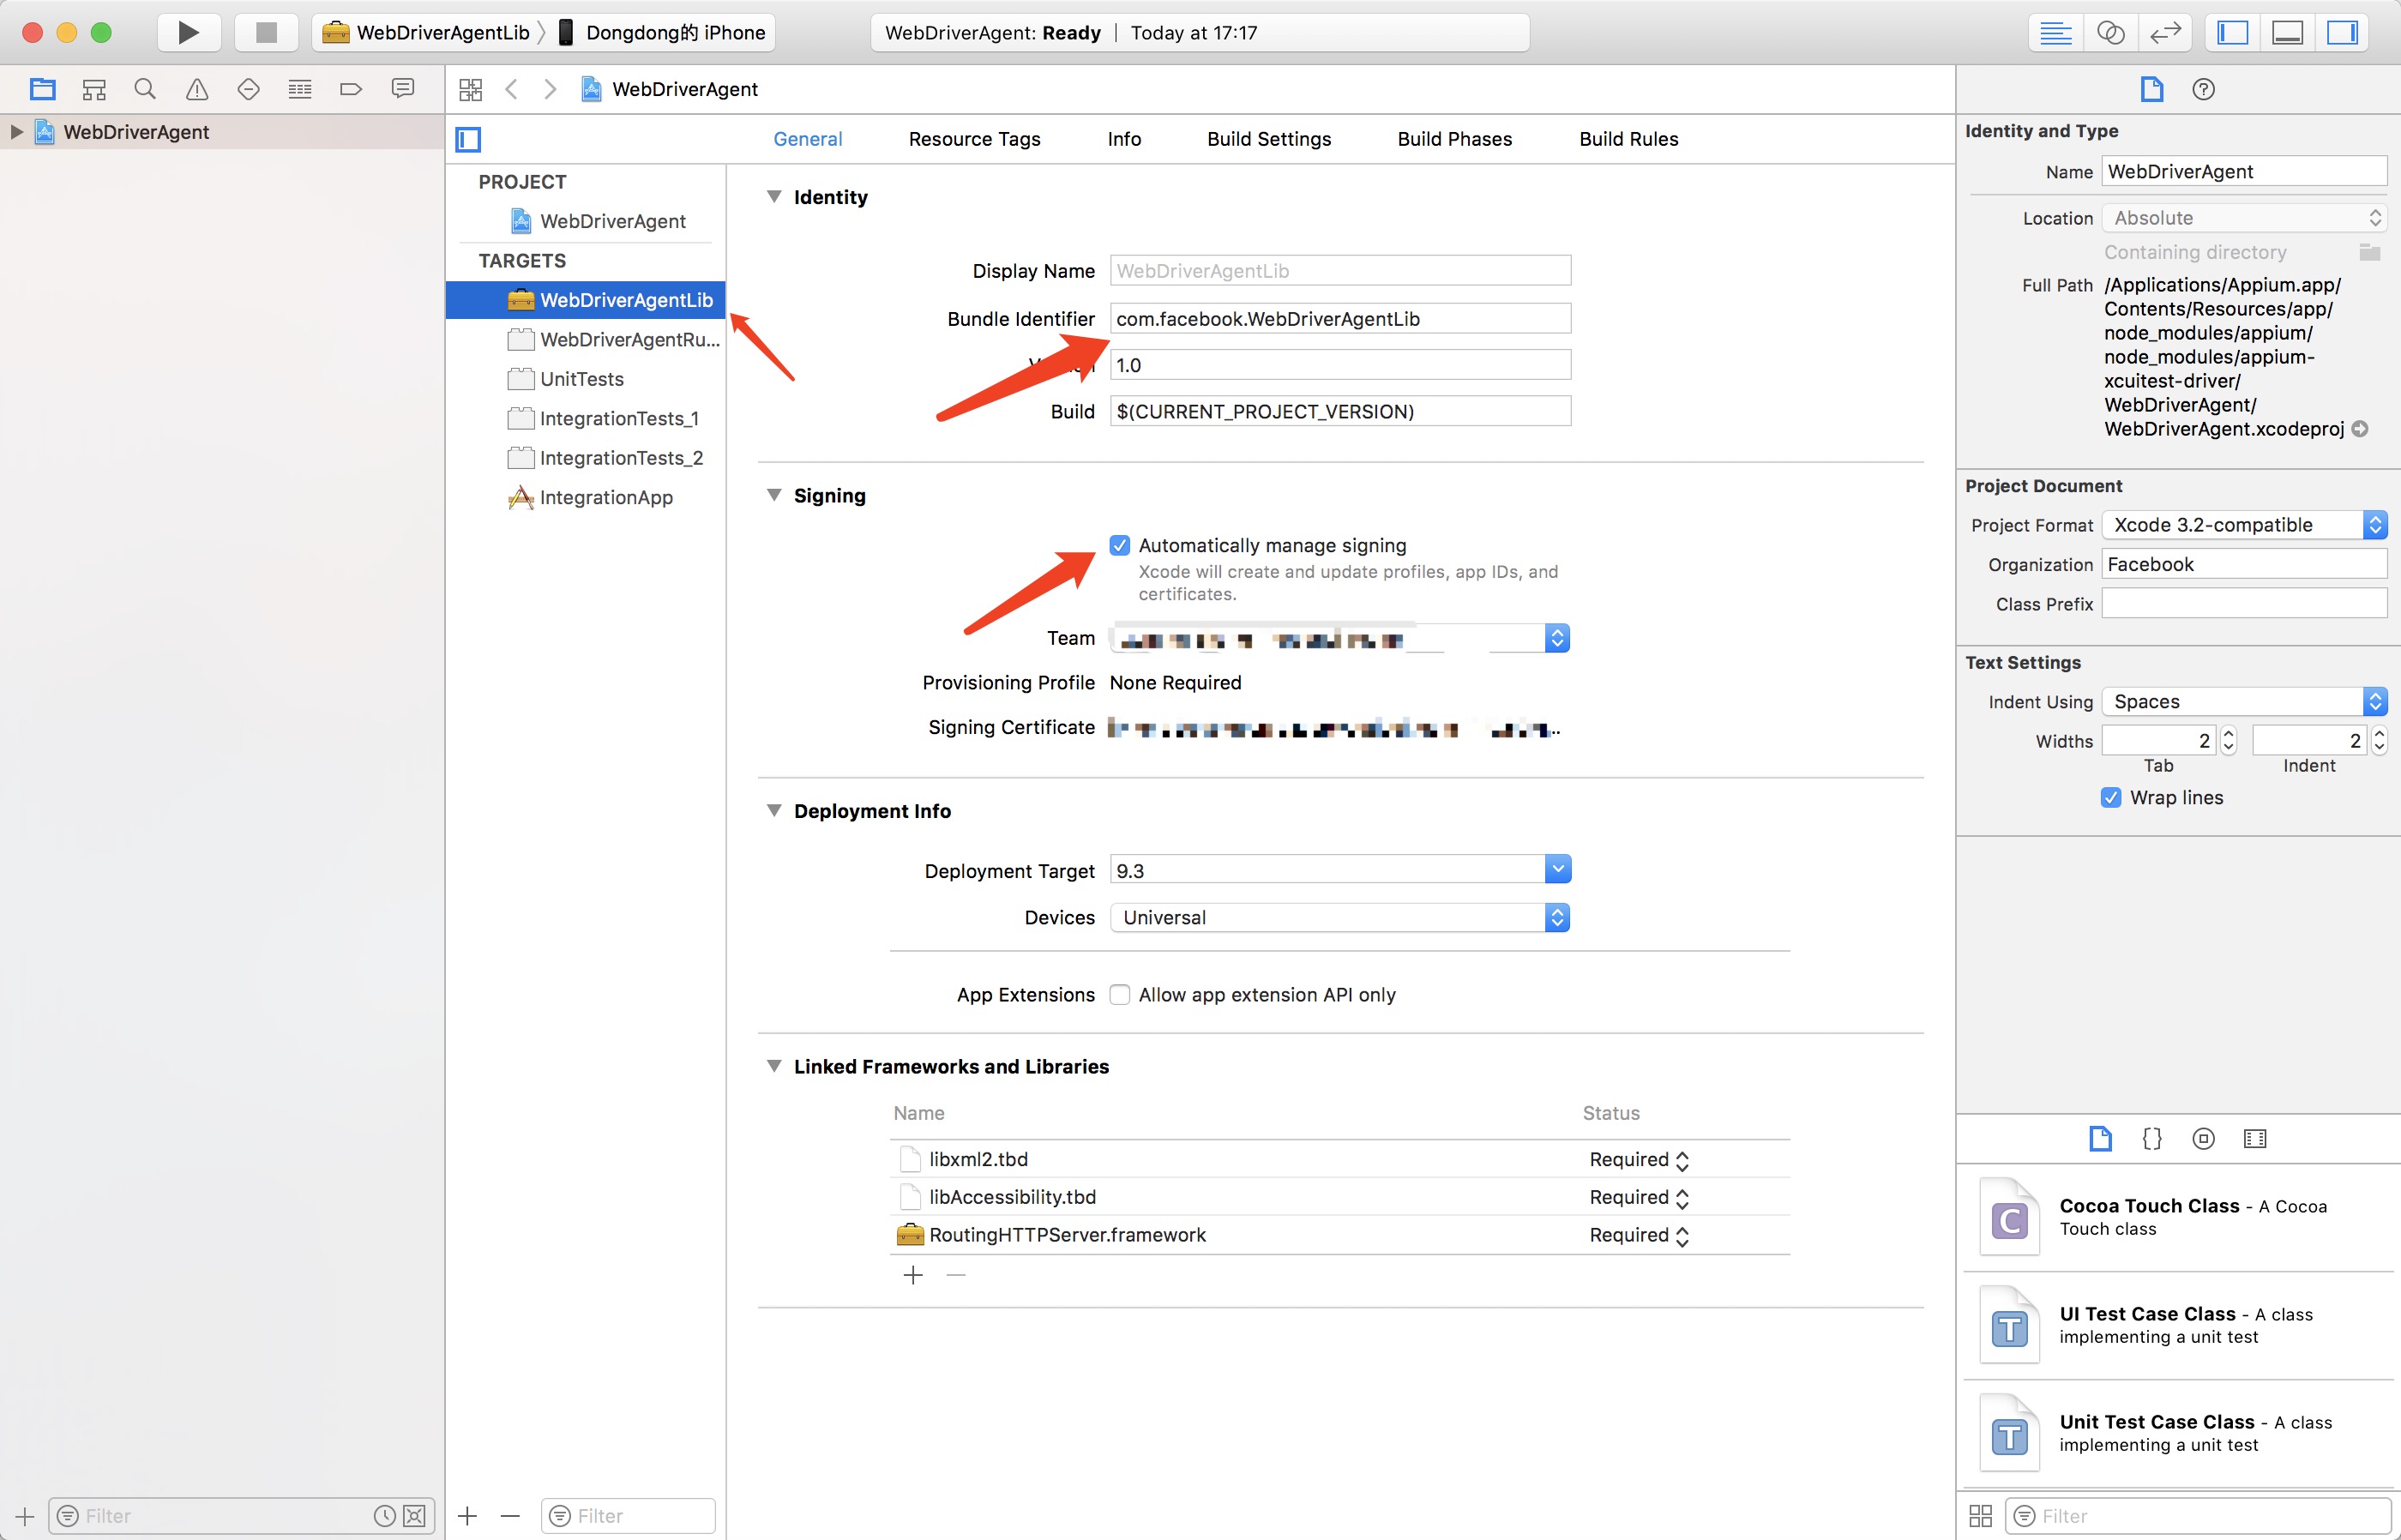 WebDriverAgentLib
Dongdong的 iPhone
WebDriverAgent: Ready
Today at 17:17
WebDriverAgent
WebDriverAgent
General
Resource Tags
Info
Build Settings
Build Phases
Build Rules
PROJECT
WebDriverAgent
TARGETS
WebDriverAgentLib
WebDriverAgentRu...
UnitTests
IntegrationTests_1
IntegrationTests_2
IntegrationApp
Identity
Display Name WebDriverAgentLib
Bundle Identifier com.facebook.WebDriverAgentLib
1.0
Build $(CURRENT_PROJECT_VERSION)
Signing
Automatically manage signing
Xcode will create and update profiles, app IDs, and
certificates.
Team
Provisioning Profile None Required
Signing Certificate
Deployment Info
Deployment Target 9.3
Devices Universal
App Extensions Allow app extension API only
Linked Frameworks and Libraries
Name Status
libxml2.tbd Required
libAccessibility.tbd Required
RoutingHTTPServer.framework Required
Identity and Type
Name WebDriverAgent
Location Absolute
Containing directory
Full Path /Applications/Appium.app/
Contents/Resources/app/
node_modules/appium/
node_modules/appium-
xcuitest-driver/
WebDriverAgent/
WebDriverAgent.xcodeproj
Project Document
Project Format Xcode 3.2-compatible
Organization Facebook
Class Prefix
Text Settings
Indent Using Spaces
Widths 2 2
Tab Indent
Wrap lines
Cocoa Touch Class - A Cocoa
Touch class
UI Test Case Class - A class
implementing a unit test
Unit Test Case Class - A class
implementing a unit test
Filter
Filter
Filter